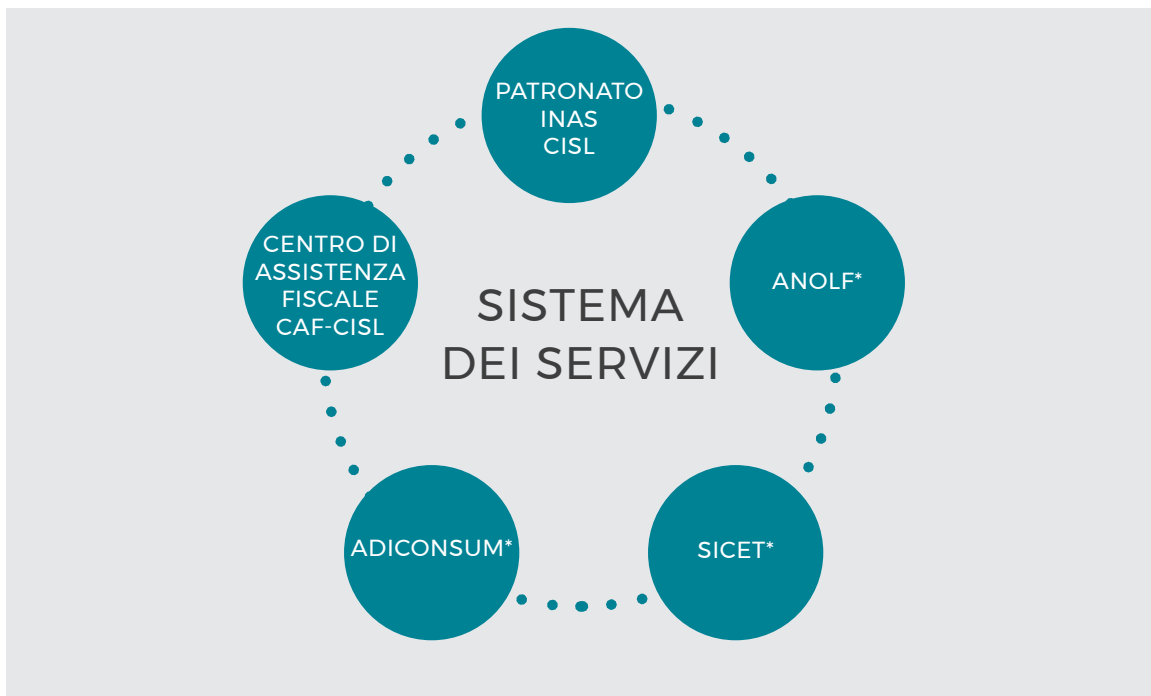 PATRONATO
INAS
CISL
CENTRO DI
ASSISTENZA
FISCALE
CAF-CISL
ANOLF*
SISTEMA
DEI SERVIZI
ADICONSUM*
SICET*